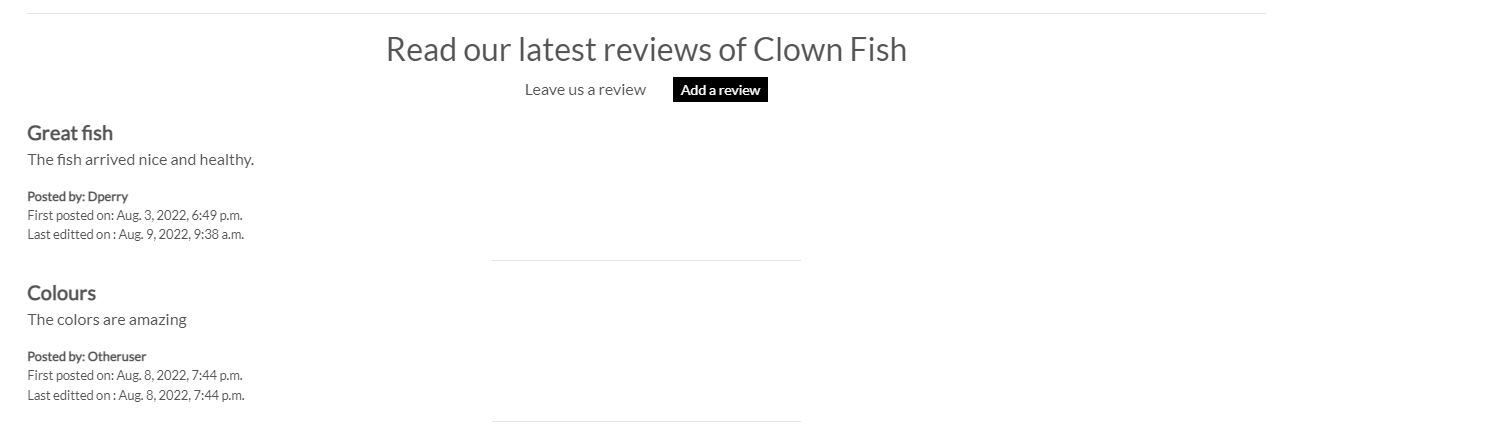 Read our latest reviews of Clown Fish
Leave us a review Add a review
Great fish
The fish arrived nice and healthy.
Posted by: Dperry
First posted on: Aug. 3, 2022, 6:49 p.m.
Last editted on : Aug. 9, 2022, 9:38 a.m.
Colours
The colors are amazing
Posted by: Otheruser
First posted on: Aug. 8, 2022, 7:44 p.m.
Last editted on : Aug. 8, 2022, 7:44 p.m.